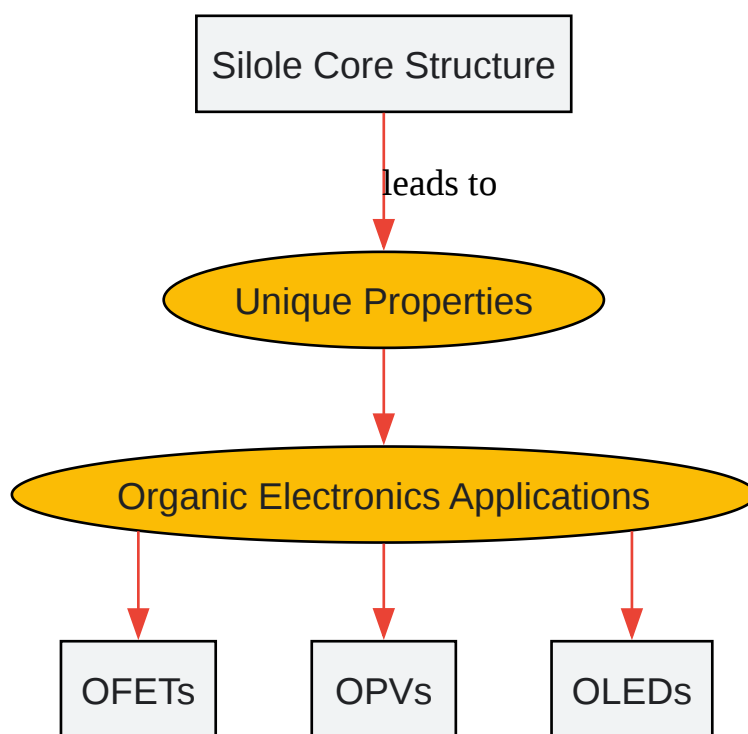 Silole Core Structure
leads to
Unique Properties
Organic Electronics Applications
OFETs
OPVs
OLEDs